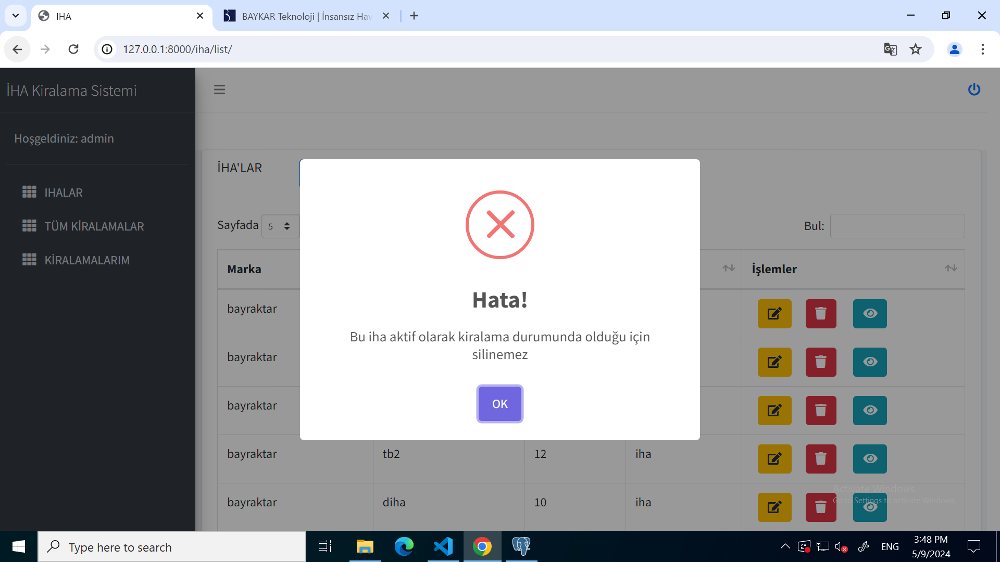 IHA
BAYKAR Teknoloji | İnsansız Hav
127.0.0.1:8000/iha/list/
İHA Kiralama Sistemi
Hoşgeldiniz: admin
IHALAR
TÜM KİRALAMALAR
KİRALAMALARIM
İHA'LAR
Sayfada 5
Bul:
Marka
İşlemler
bayraktar
bayraktar
bayraktar
bayraktar tb2 12 iha
bayraktar diha 10 iha
Hata!
Bu iha aktif olarak kiralama durumunda olduğu için
silinemez
OK
Activate Windows
Go to Settings to activate Windows.
Type here to search
ENG
3:48 PM
5/9/2024